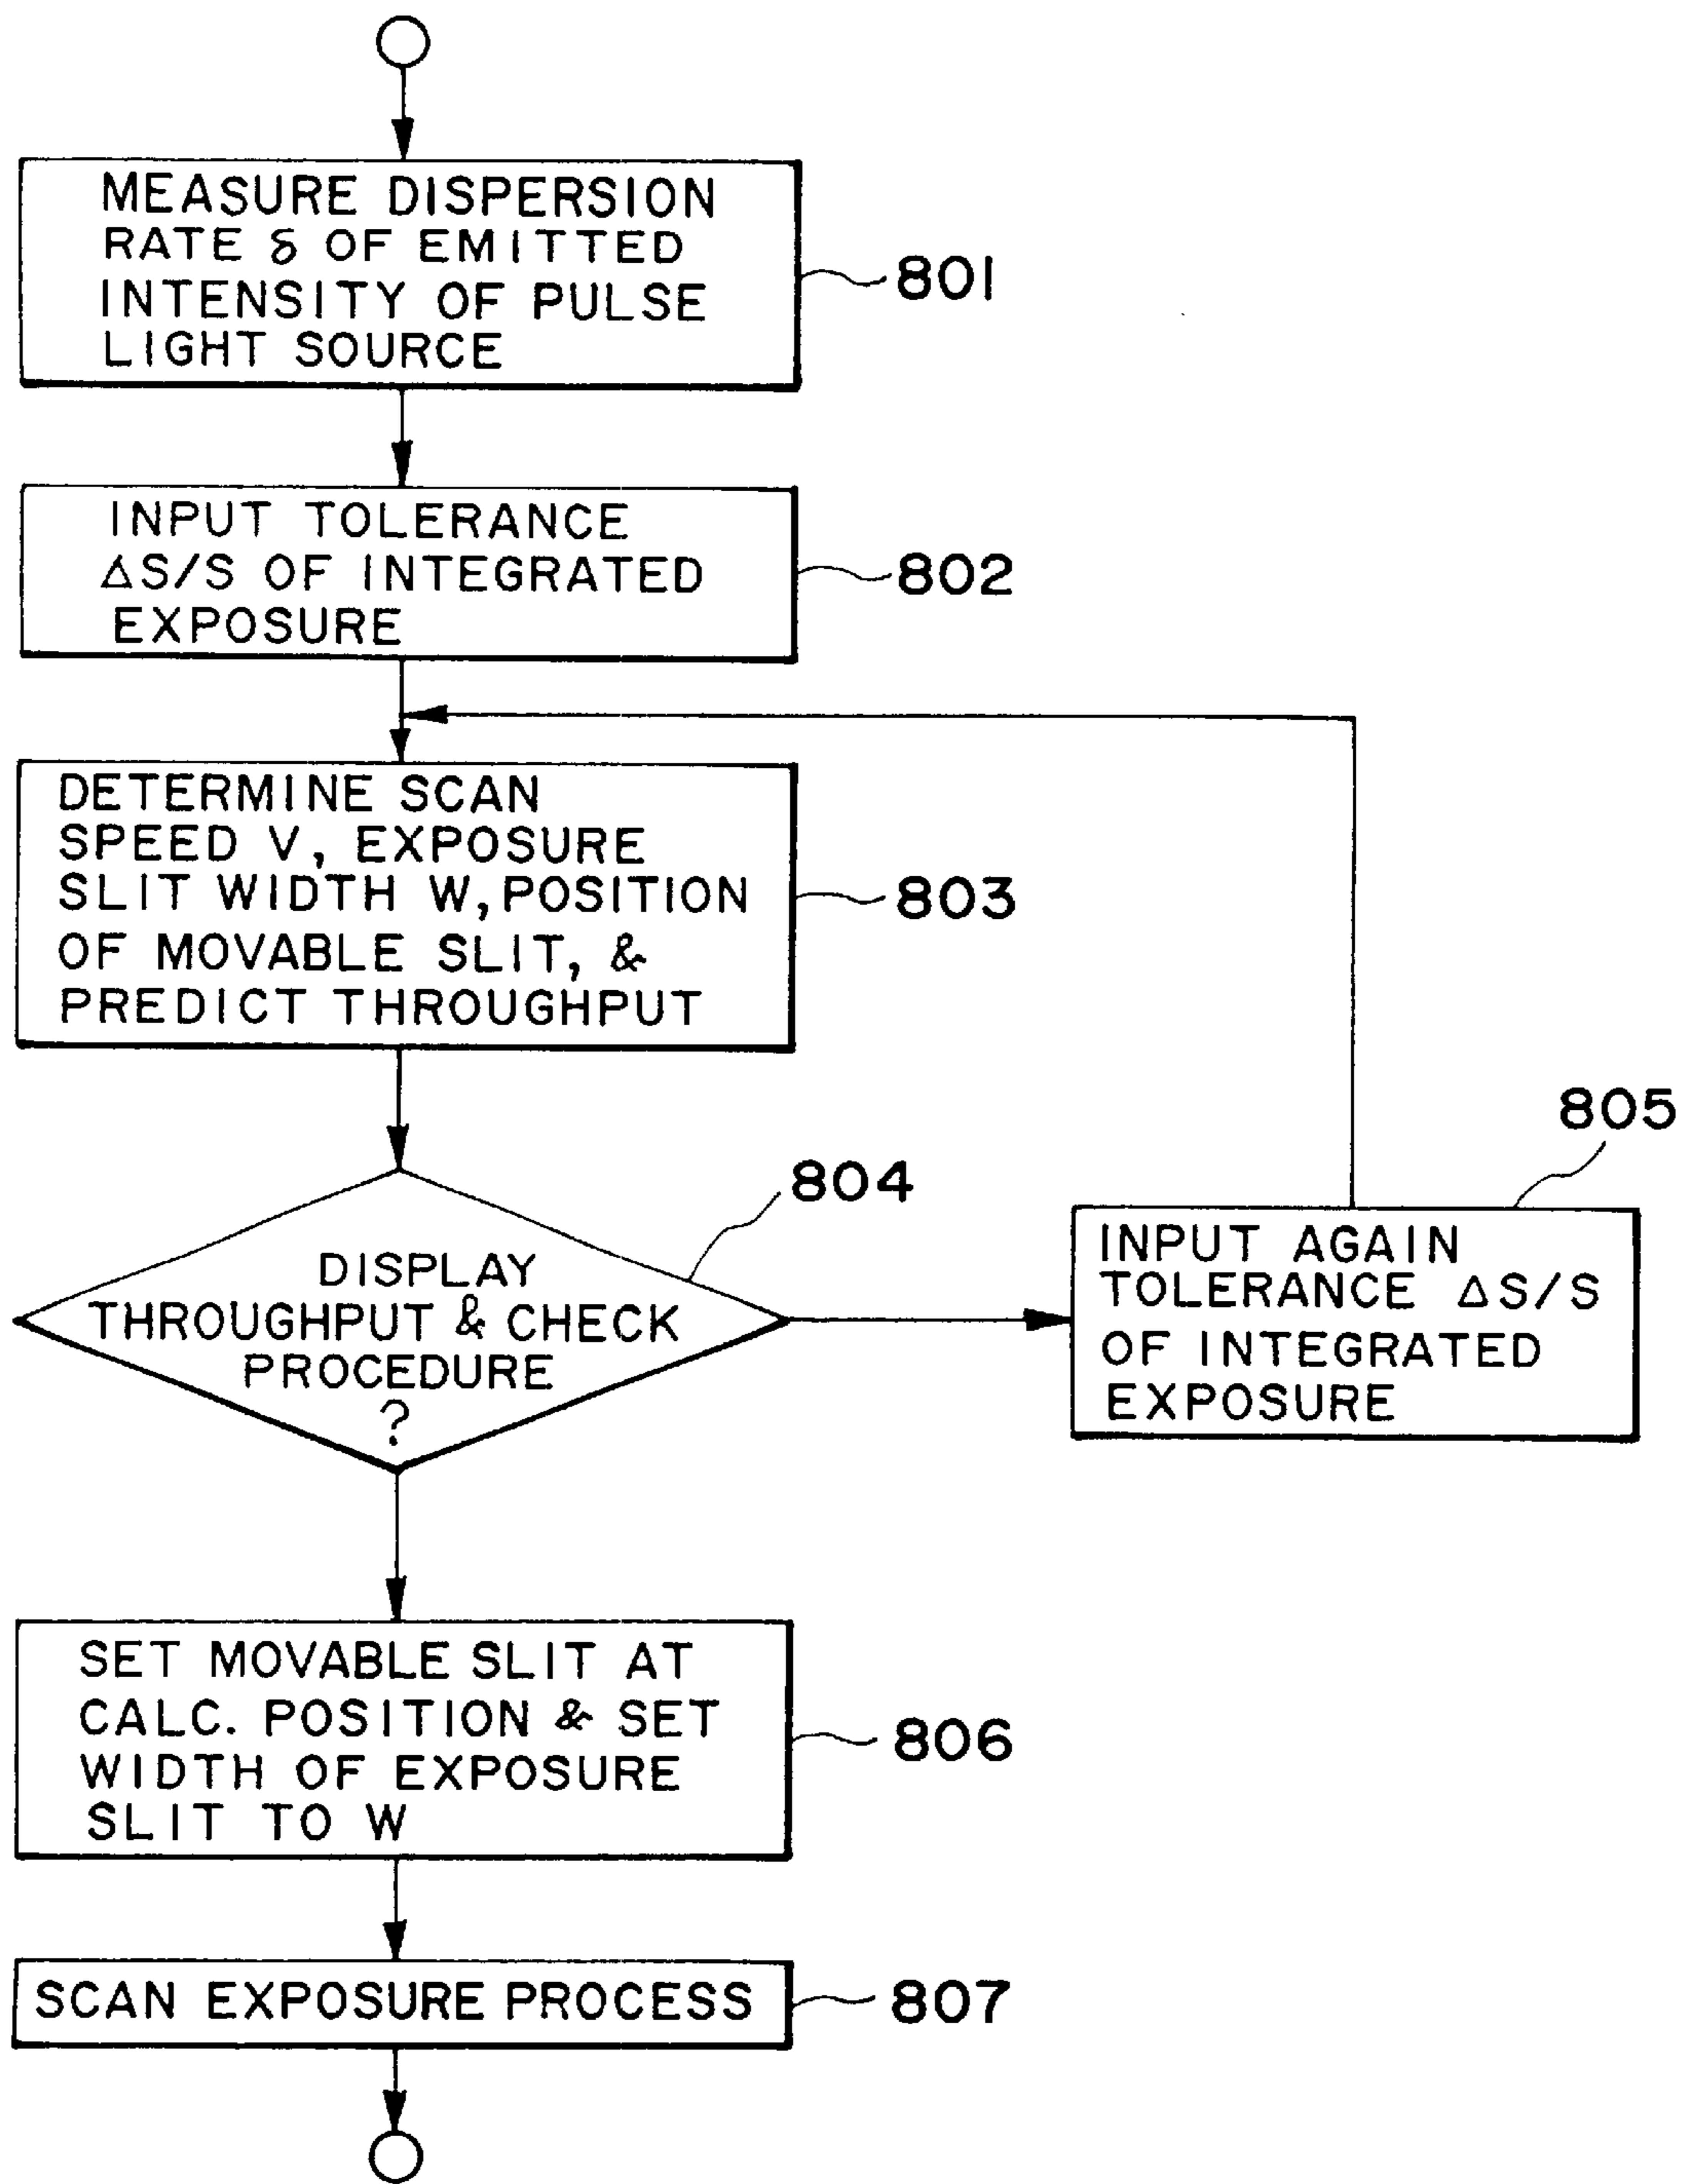 MEASURE DISPERSION
RATE δ OF EMITTED
INTENSITY OF PULSE
LIGHT SOURCE
801
INPUT TOLERANCE
ΔS/S OF INTEGRATED
EXPOSURE
802
DETERMINE SCAN
SPEED V, EXPOSURE
SLIT WIDTH W, POSITION
OF MOVABLE SLIT, &
PREDICT THROUGHPUT
803
DISPLAY
THROUGHPUT & CHECK
PROCEDURE
?
804
805
INPUT AGAIN
TOLERANCE ΔS/S
OF INTEGRATED
EXPOSURE
SET MOVABLE SLIT AT
CALC. POSITION & SET
WIDTH OF EXPOSURE
SLIT TO W
806
SCAN EXPOSURE PROCESS
807